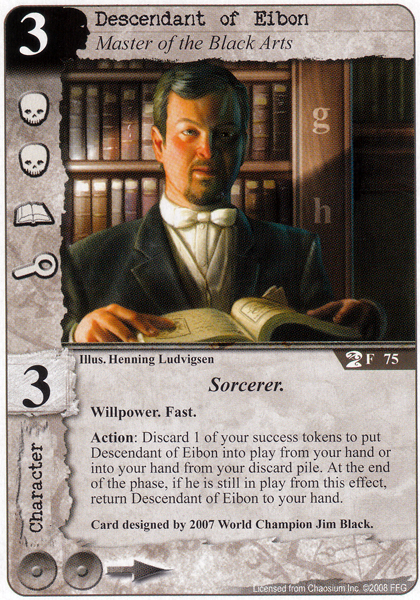 3
Descendant of Eibon
Master of the Black Arts
g
h
Illus. Henning Ludvigsen
F 75
3
Sorcerer.
Willpower. Fast.
Action: Discard 1 of your success tokens to put
Descendant of Eibon into play from your hand or
into your hand from your discard pile. At the end
of the phase, if he is still in play from this effect,
return Descendant of Eibon to your hand.
Card designed by 2007 World Champion Jim Black.
Character
Licensed from Chaosium Inc. ©2008 FFG